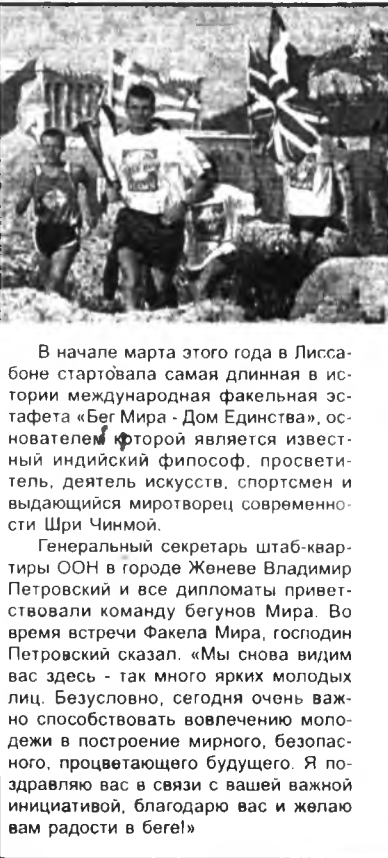 В начале марта этого года в Лисса-
боне стартовала самая длинная в ис-
тории международная факельная эс-
тафета «Бег Мира - Дом Единства», ос-
нователем которой является извест-
ный индийский философ, просвети-
тель, деятель искусств, спортсмен и
выдающийся миротворец современно-
сти Шри Чинмой.
Генеральный секретарь штаб-квар-
тиры ООН в городе Женеве Владимир
Петровский и все дипломаты привет-
ствовали команду бегунов Мира. Во
время встречи Факела Мира, господин
Петровский сказал. «Мы снова видим
вас здесь - так много ярких молодых
лиц. Безусловно, сегодня очень важ-
но способствовать вовлечению моло-
дежи в построение мирного, безопас-
ного, процветающего будущего. Я по-
здравляю вас в связи с вашей важной
инициативой, благодарю вас и желаю
вам радости в беге!»